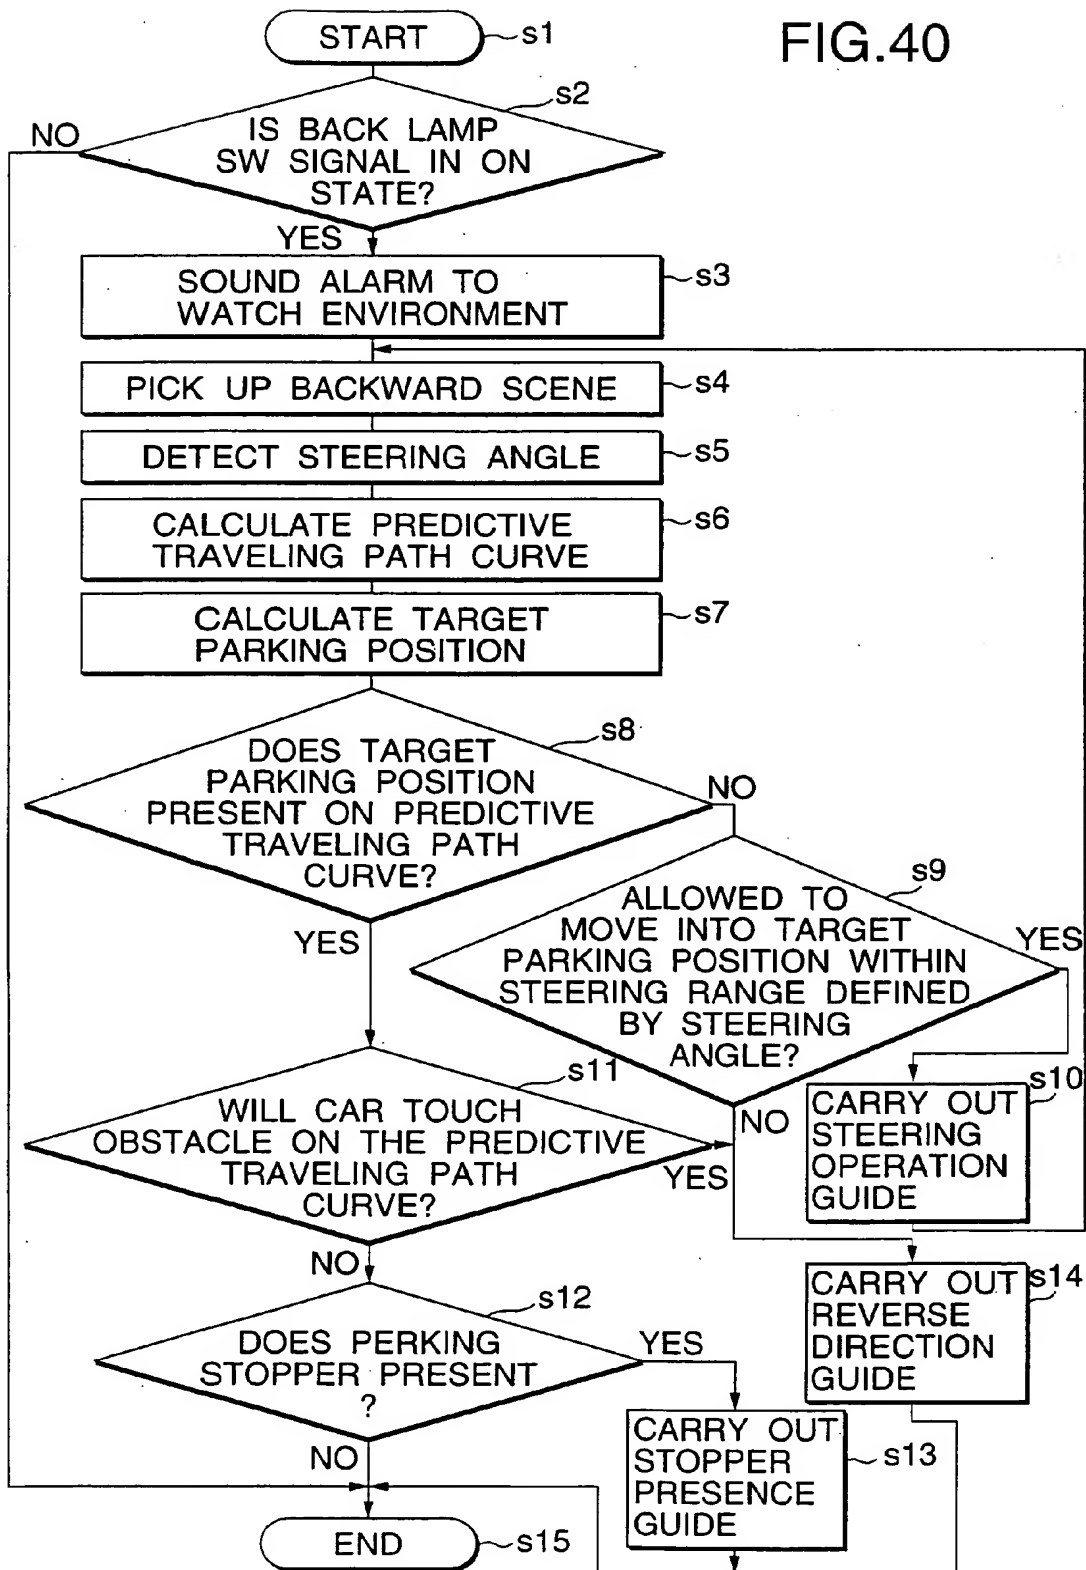 FIG.40
START
s1
s2
NO
IS BACK LAMP
SW SIGNAL IN ON
STATE?
YES
s3
SOUND ALARM TO
WATCH ENVIRONMENT
PICK UP BACKWARD SCENE
s4
DETECT STEERING ANGLE
s5
CALCULATE PREDICTIVE
TRAVELING PATH CURVE
s6
CALCULATE TARGET
PARKING POSITION
s7
s8
DOES TARGET
PARKING POSITION
PRESENT ON PREDICTIVE
TRAVELING PATH
CURVE?
NO
YES
s9
ALLOWED TO
MOVE INTO TARGET
PARKING POSITION WITHIN
STEERING RANGE DEFINED
BY STEERING
ANGLE?
YES
NO
s10
CARRY OUT
STEERING
OPERATION
GUIDE
s11
WILL CAR TOUCH
OBSTACLE ON THE PREDICTIVE
TRAVELING PATH
CURVE?
YES
NO
s14
CARRY OUT
REVERSE
DIRECTION
GUIDE
s12
DOES PERKING
STOPPER PRESENT
?
YES
NO
CARRY OUT
STOPPER
PRESENCE
GUIDE
s13
END
s15